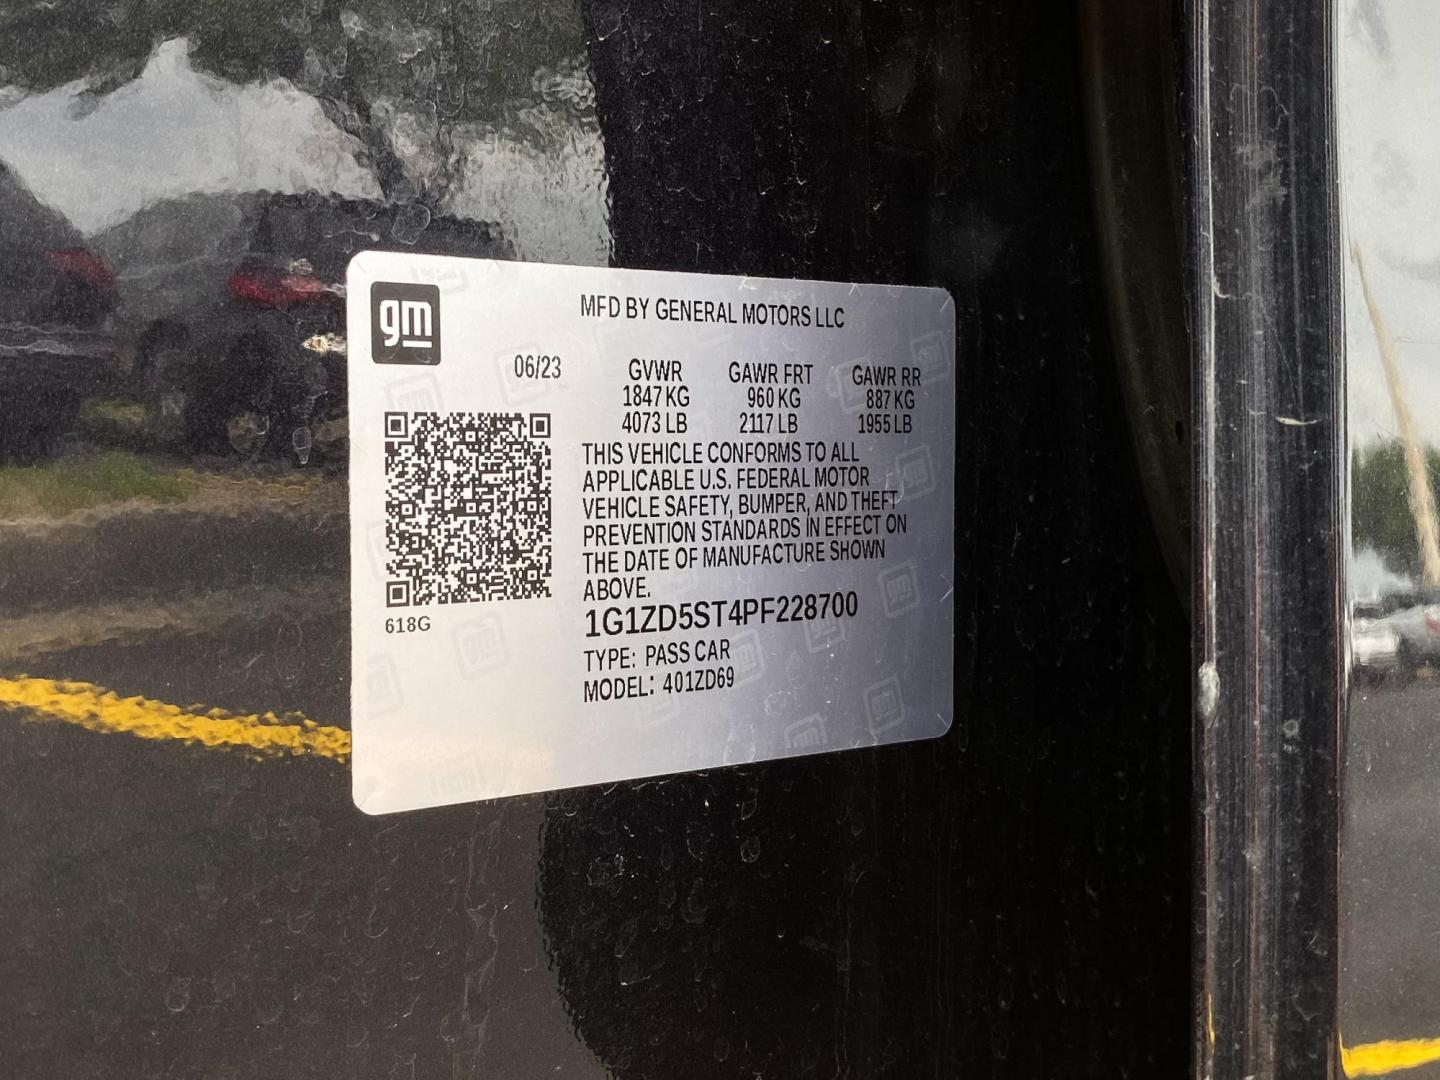 gm
MFD BY GENERAL MOTORS LLC
06/23
GVWR GAWR FRT GAWR RR
1847 KG 960 KG 887 KG
4073 LB 2117 LB 1955 LB
THIS VEHICLE CONFORMS TO ALL
APPLICABLE U.S. FEDERAL MOTOR
VEHICLE SAFETY, BUMPER, AND THEFT
PREVENTION STANDARDS IN EFFECT ON
THE DATE OF MANUFACTURE SHOWN
ABOVE.
1G1ZD5ST4PF228700
618G
TYPE: PASS CAR
MODEL: 401ZD69